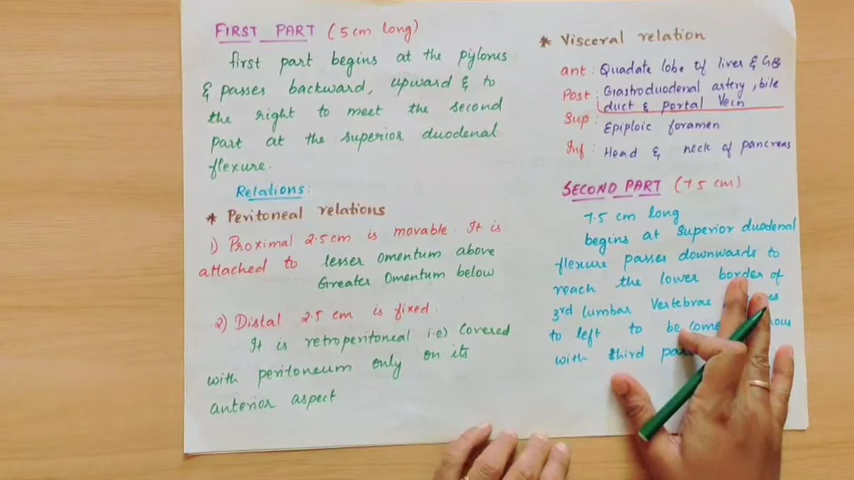 FIRST PART (5 cm long)
first part begins at the pylorus
& passes backward, upward & to
the right to meet the second
part at the superior duodenal
flexure.
Relations:
* Peritoneal relations
1) Proximal 2.5 cm is movable. It is
attached to lesser omentum above
Greater Omentum below
2) Distal 2.5 cm is fixed.
It is retroperitoneal i.e) Covered
with peritoneum only on its
anterior aspect
* Visceral relation
ant : Quadate lobe of liver & GB
Post : Gastroduodenal artery, bile
duct & Portal Vein
Sup :
Epiploic foramen
Inf : Head & neck of pancreas
SECOND PART (7.5 cm)
7.5 cm long
begins at Superior duodenal
flexure passes downwards to
reach the lower border of
3rd lumbar Vertebrae
to left to be come
with third